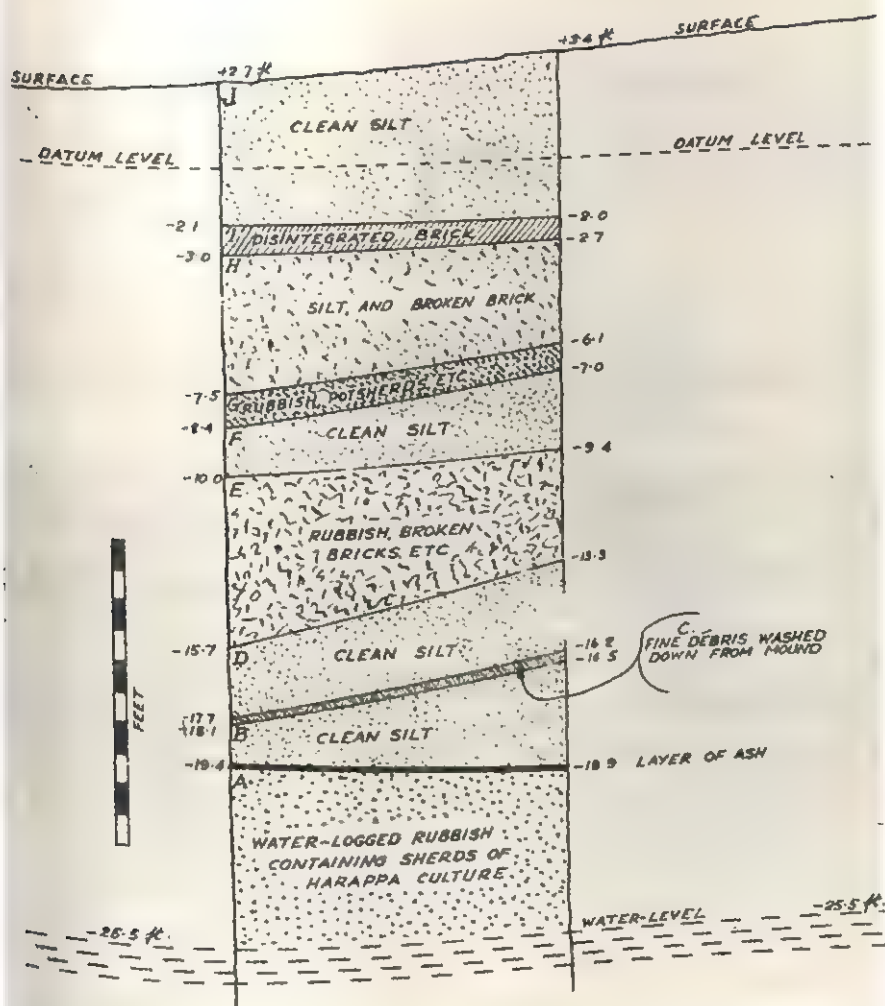 +3.4 ft
SURFACE
SURFACE
+2.7 ft
J
CLEAN SILT
DATUM LEVEL
DATUM LEVEL
-2.1
-2.0
I DISINTEGRATED BRICK
-2.7
-3.0
H
SILT, AND BROKEN BRICK
-6.1
-7.0
-7.5
G RUBBISH, POTSHERDS ETC
-8.4
F
CLEAN SILT
-9.4
-10.0
E
RUBBISH, BROKEN
BRICKS, ETC
-13.3
-15.7
D
CLEAN SILT
-16.2
-16.5
C.
FINE DEBRIS WASHED
DOWN FROM MOUND
-17.7
-18.1
B
CLEAN SILT
FEET
-19.4
-18.9
LAYER OF ASH
A
WATER-LOGGED RUBBISH
CONTAINING SHERDS OF
HARAPPA CULTURE.
WATER-LEVEL
-25.5 ft.
-25.5 ft.